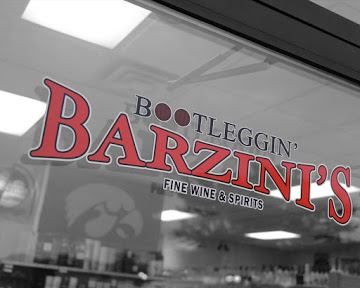 BOOTLEGGIN'
BARZINI'S
FINE WINE & SPIRITS